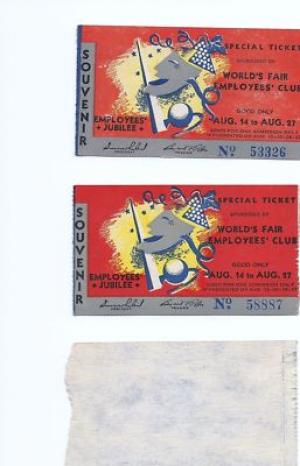 SOUVENIR
SPECIAL TICKET
SPONSORED BY
WORLD'S FAIR
EMPLOYEES' CLUB
GOOD ONLY
AUG. 14 TO AUG. 27
EMPLOYEES'
JUBILEE
PRESIDENT
No 53326
SOUVENIR
SPECIAL TICKET
SPONSORED BY
WORLD'S FAIR
EMPLOYEES' CLUB
GOOD ONLY
AUG. 14 TO AUG. 27
EMPLOYEES'
JUBILEE
PRESIDENT
No 58887